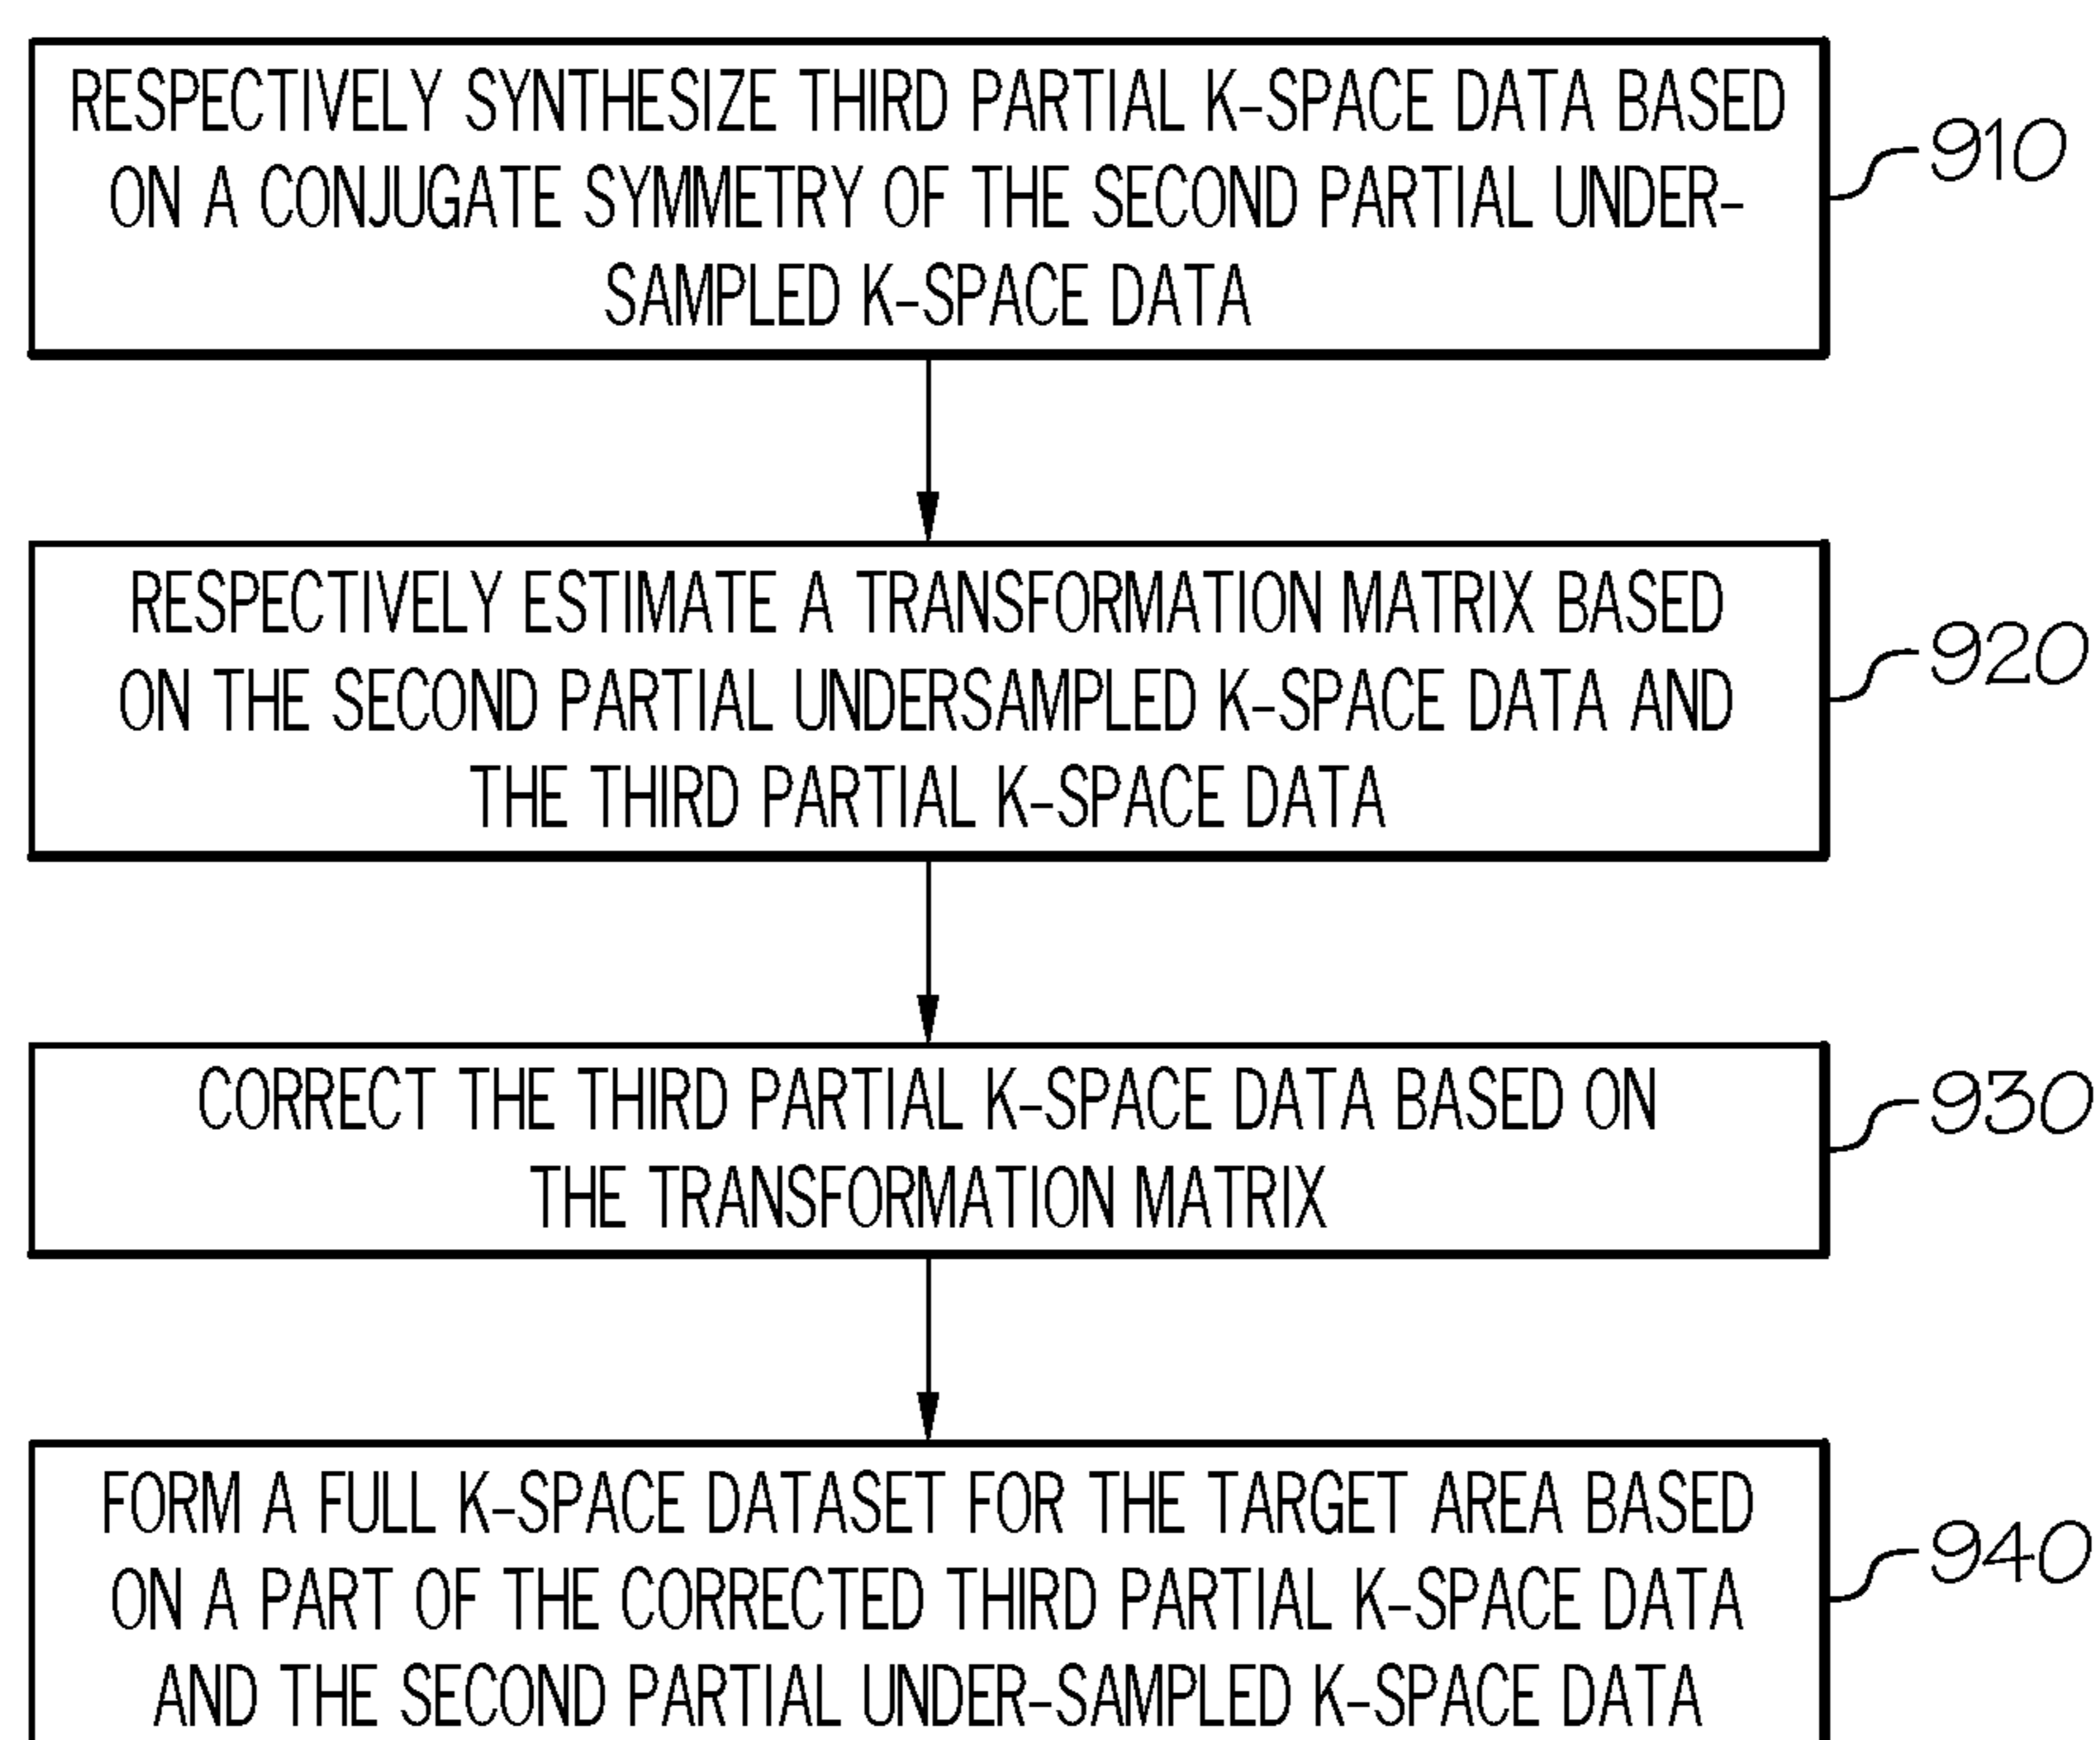 RESPECTIVELY SYNTHESIZE THIRD PARTIAL K-SPACE DATA BASED
ON A CONJUGATE SYMMETRY OF THE SECOND PARTIAL UNDER-
SAMPLED K-SPACE DATA
910
RESPECTIVELY ESTIMATE A TRANSFORMATION MATRIX BASED
ON THE SECOND PARTIAL UNDERSAMPLED K-SPACE DATA AND
THE THIRD PARTIAL K-SPACE DATA
920
CORRECT THE THIRD PARTIAL K-SPACE DATA BASED ON
THE TRANSFORMATION MATRIX
930
FORM A FULL K-SPACE DATASET FOR THE TARGET AREA BASED
ON A PART OF THE CORRECTED THIRD PARTIAL K-SPACE DATA
AND THE SECOND PARTIAL UNDER-SAMPLED K-SPACE DATA
940